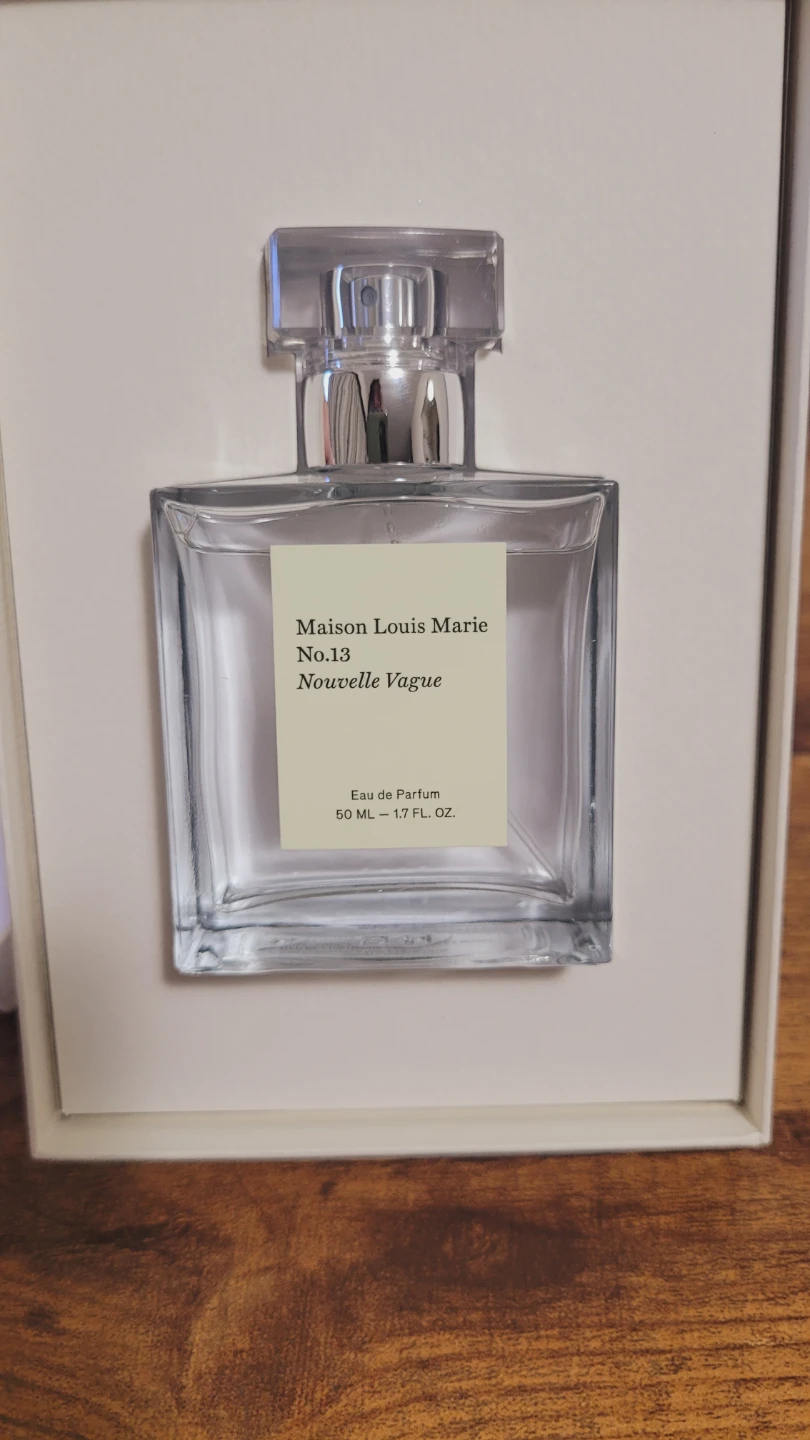 Maison Louis Marie
No.13
Nouvelle Vague
Eau de Parfum
50 ML — 1.7 FL. OZ.